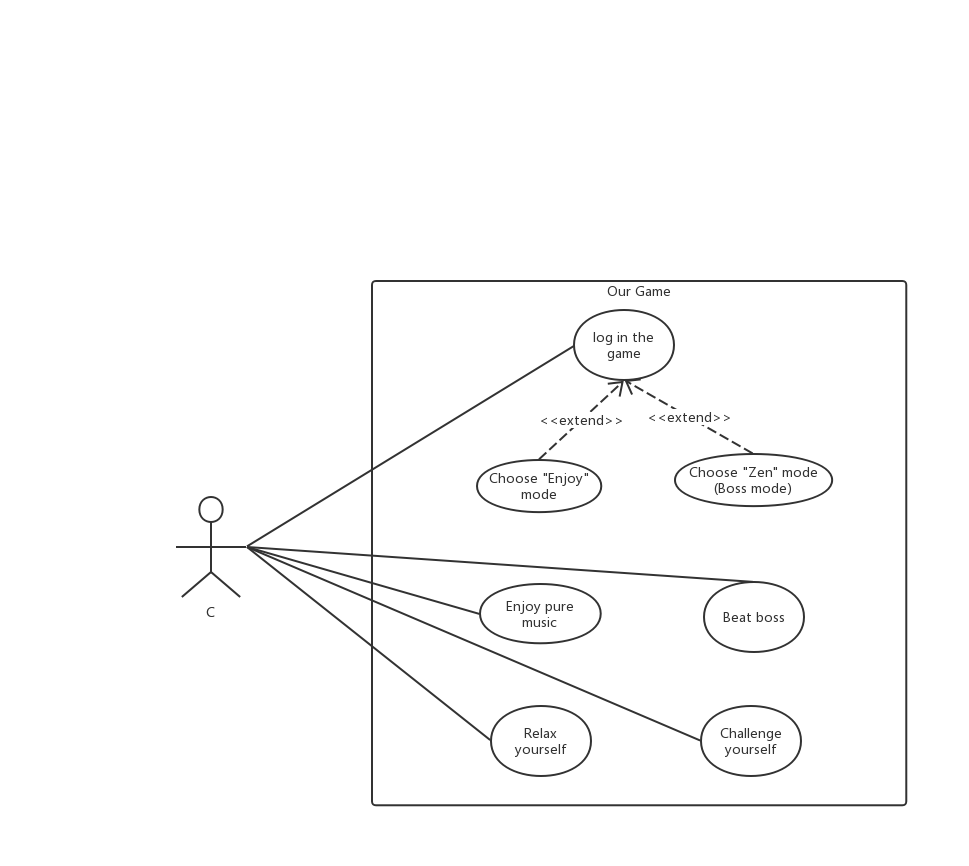 Our Game
log in the
game
<<extend>>
<<extend>>
Choose "Enjoy"
mode
Choose "Zen" mode
(Boss mode)
C
Enjoy pure
music
Beat boss
Relax
yourself
Challenge
yourself